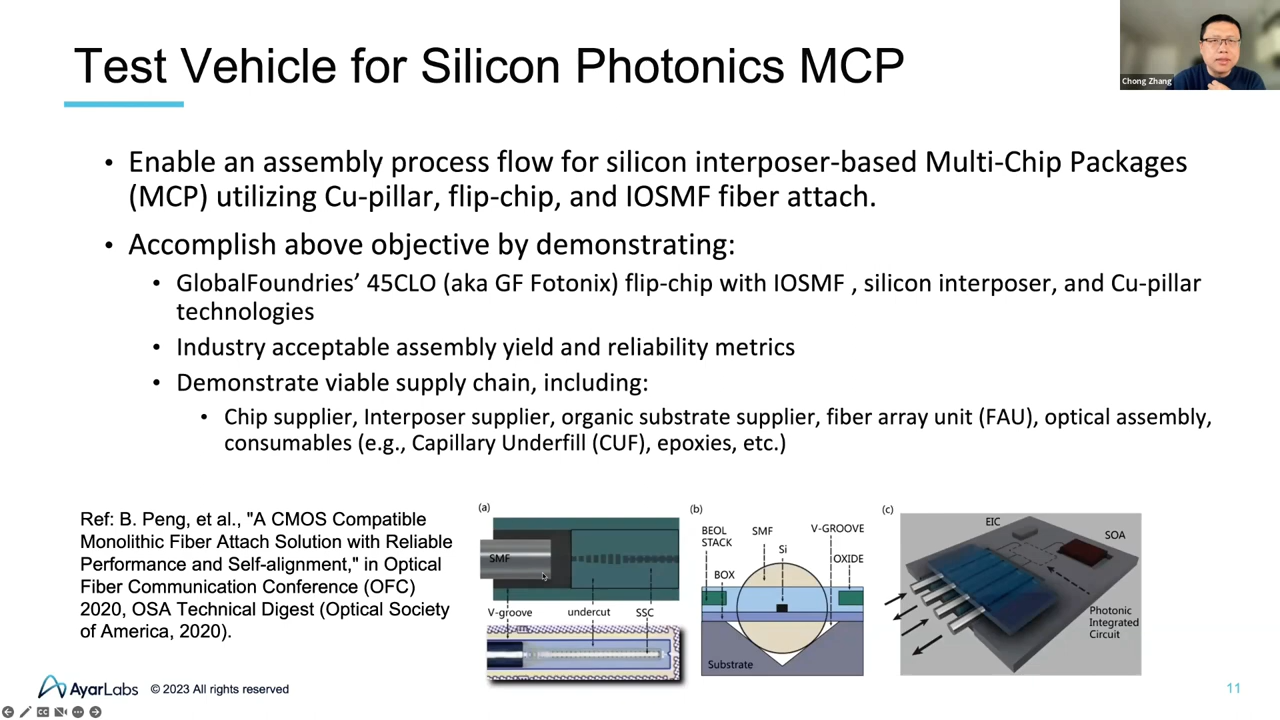 Test Vehicle for Silicon Photonics MCP
Chong Zhang
• Enable an assembly process flow for silicon interposer-based Multi-Chip Packages
(MCP) utilizing Cu-pillar, flip-chip, and IOSMF fiber attach.
• Accomplish above objective by demonstrating:
• GlobalFoundries’ 45CLO (aka GF Fotonix) flip-chip with IOSMF , silicon interposer, and Cu-pillar
technologies
• Industry acceptable assembly yield and reliability metrics
• Demonstrate viable supply chain, including:
• Chip supplier, Interposer supplier, organic substrate supplier, fiber array unit (FAU), optical assembly,
consumables (e.g., Capillary Underfill (CUF), epoxies, etc.)
Ref: B. Peng, et al., "A CMOS Compatible
Monolithic Fiber Attach Solution with Reliable
Performance and Self-alignment," in Optical
Fiber Communication Conference (OFC)
2020, OSA Technical Digest (Optical Society
of America, 2020).
(a)
SMF
V-groove
undercut
SSC
(b)
BEOL
STACK
SMF
V-GROOVE
Si
OXIDE
BOX
Substrate
(c)
EIC
SOA
Photonic
Integrated
Circuit
AyarLabs
© 2023 All rights reserved
11